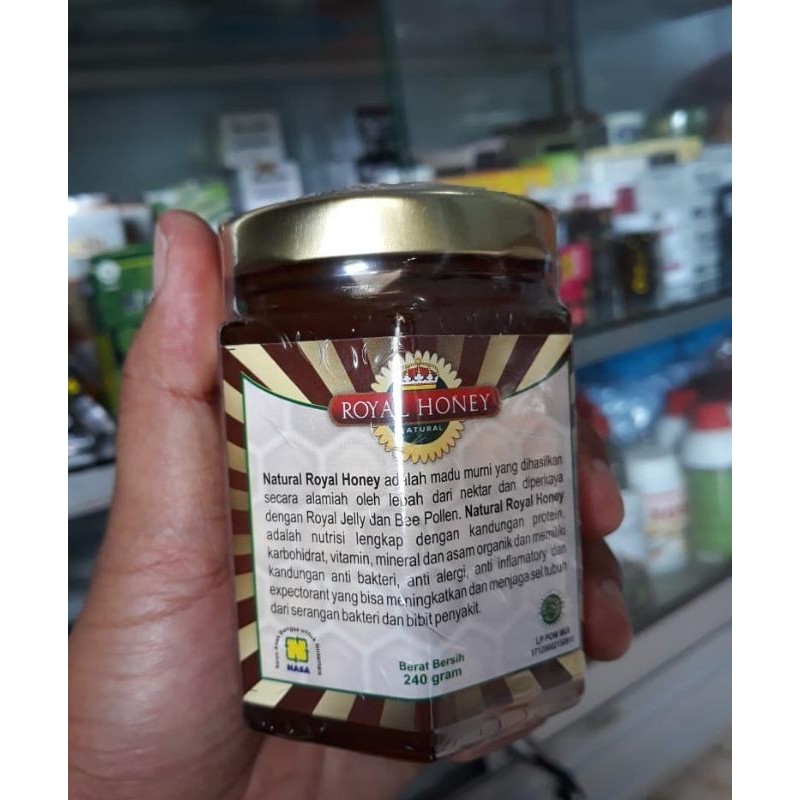 ROYAL HONEY
NATURAL
Natural Royal Honey adalah madu murni yang dihasilkan
secara alamiah oleh lebah dari nektar dan diperkaya
dengan Royal Jelly dan Bee Pollen. Natural Royal Honey
adalah nutrisi lengkap dengan kandungan protein,
karbohidrat, vitamin, mineral dan asam organik dan memiliki
kandungan anti bakteri, anti alergi, anti inflamatory dan
expectorant yang bisa meningkatkan dan menjaga sel tubuh
dari serangan bakteri dan bibit penyakit.
N
NASA
Berat Bersih
240 gram
LP POM MUI